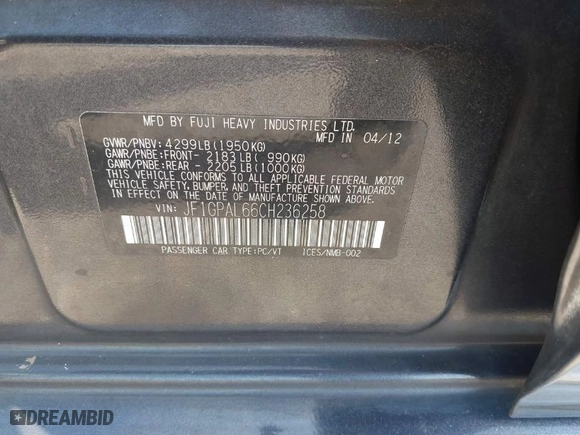 MFD BY FUJI HEAVY INDUSTRIES LTD.
MFD IN 04/12
GVWR/PNBV: 4299LB(1950KG)
GAWR/PNBE:FRONT- 2183LB( 990KG)
GAWR/PNBE:REAR - 2205LB(1000KG)
THIS VEHICLE CONFORMS TO ALL APPLICABLE FEDERAL MOTOR
VEHICLE SAFETY, BUMPER, AND THEFT PREVENTION STANDARDS
IN EFFECT ON THE DATE OF MANUFACTURE SHOWN ABOVE.
VIN: JF1GPAL66CH236258
PASSENGER CAR TYPE:PC/VT ICES/NMB-002
DREAMBID